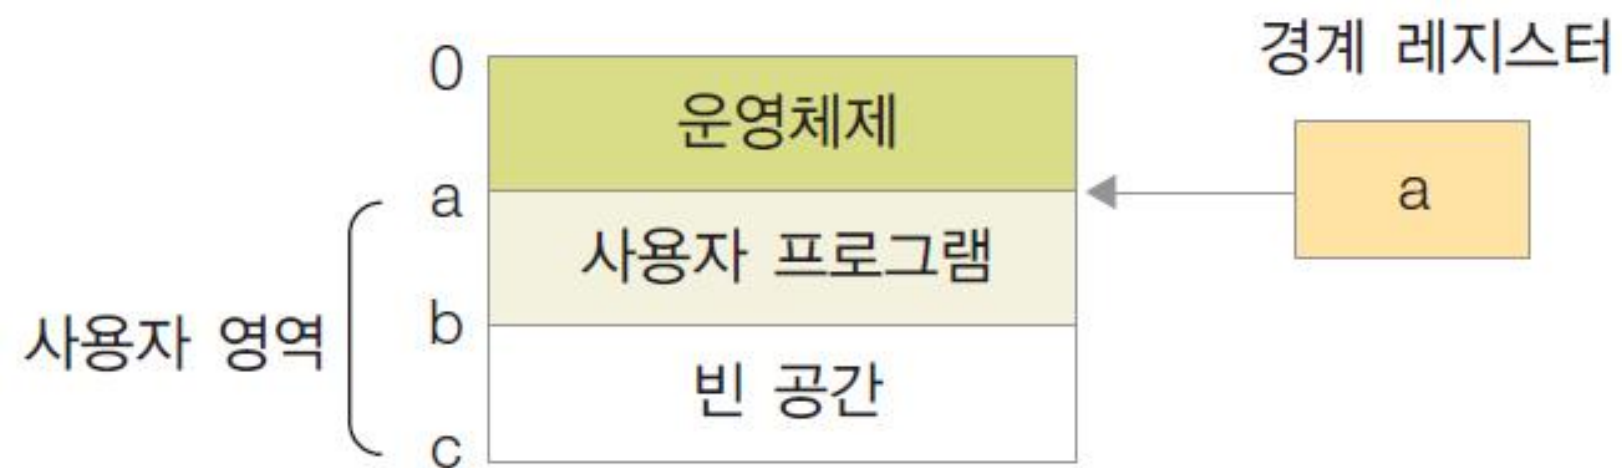 경계 레지스터
0
운영체제
a
a
사용자 프로그램
사용자 영역
b
빈 공간
c